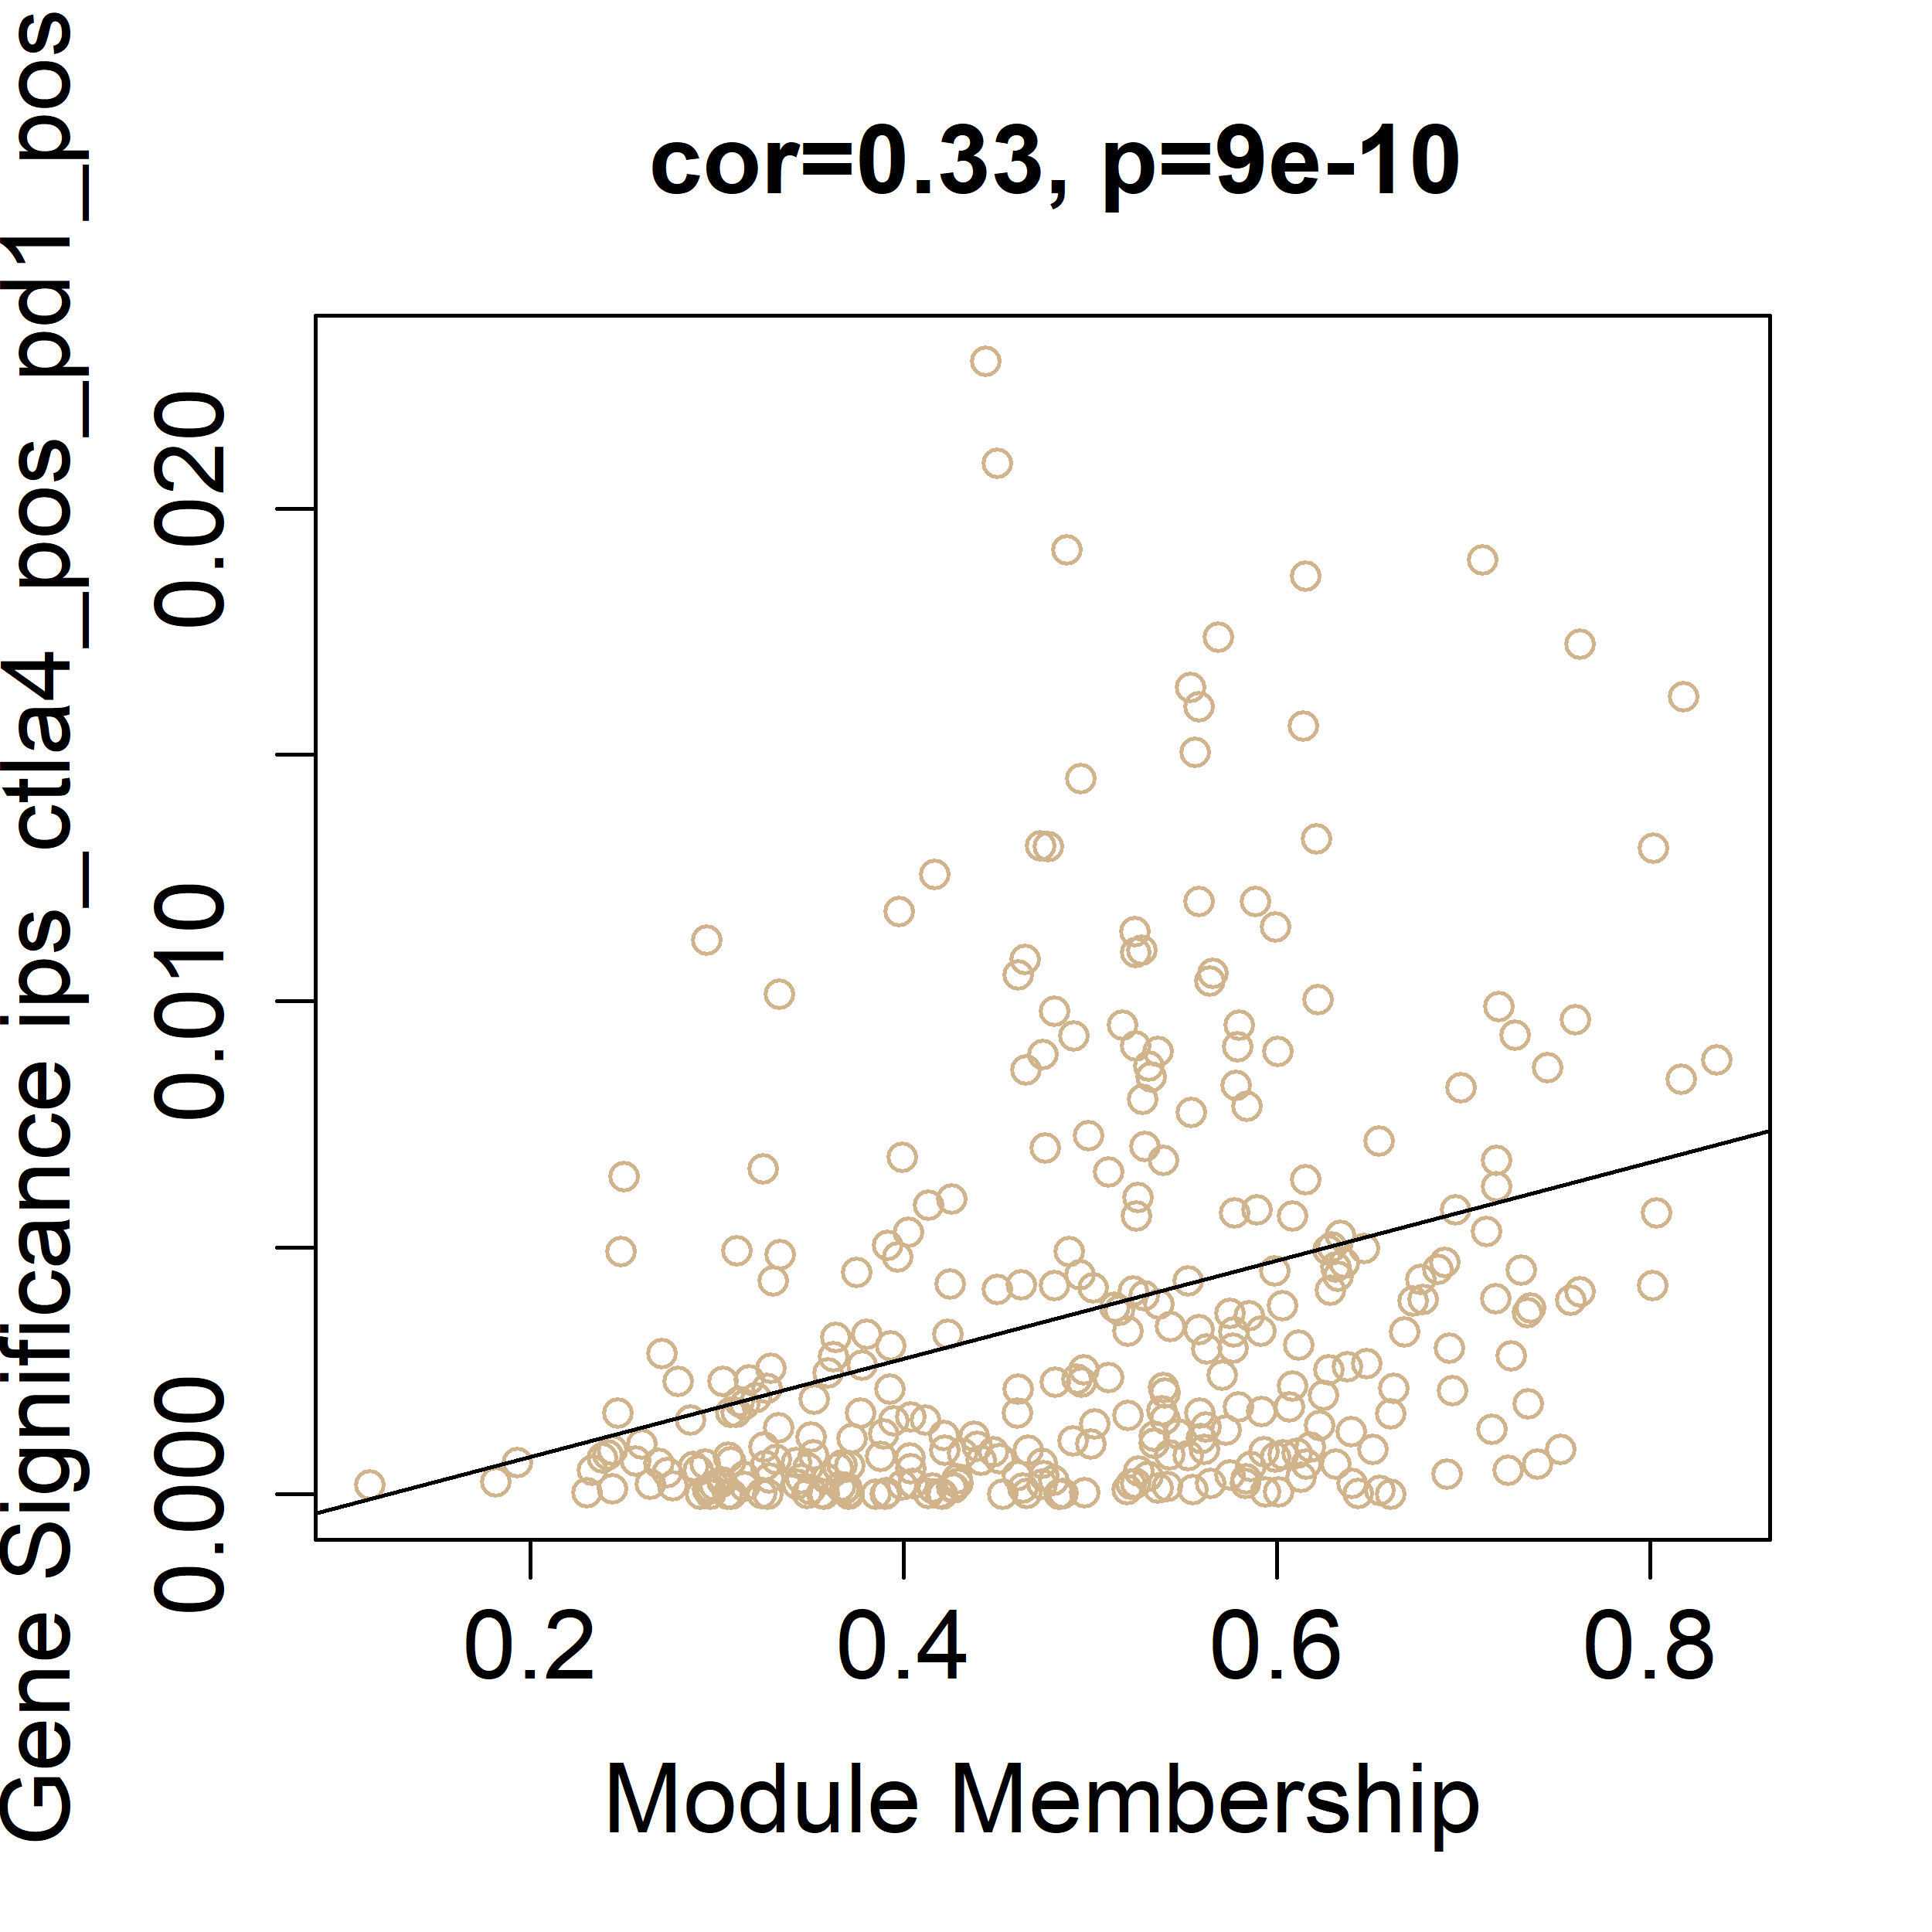 cor=0.33, p=9e-10
Gene Significance ips_ctla4_pos_pd1_pos
0.020
0.010
0.000
0.2 0.4 0.6 0.8
Module Membership